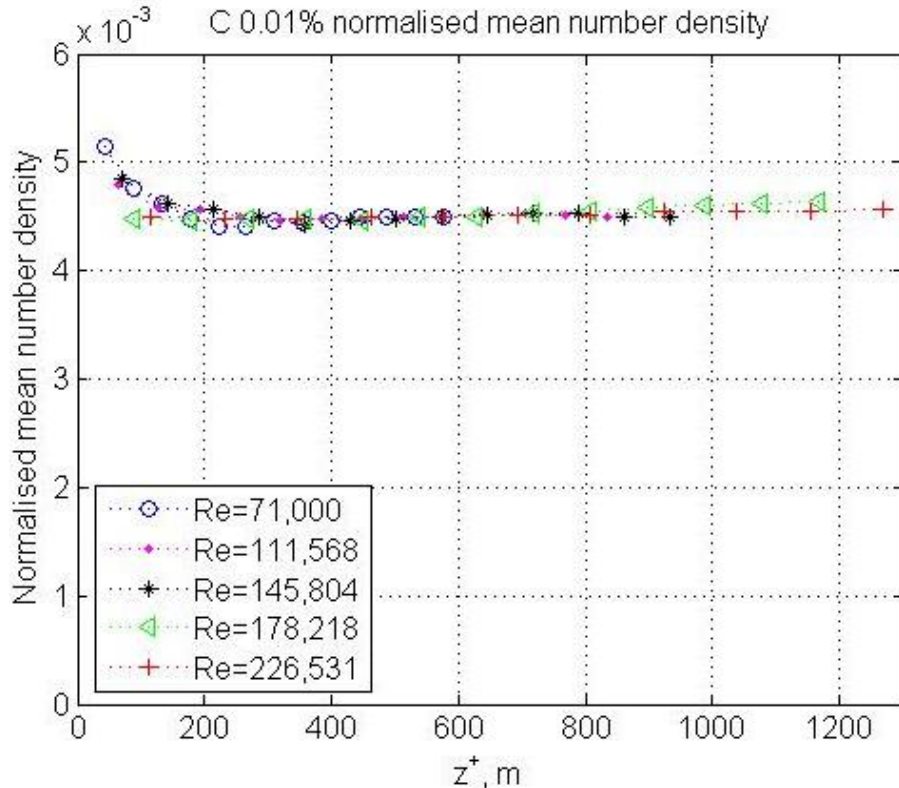 C 0.01% normalised mean number density
x 10⁻³
6
5
4
3
2
1
0
Normalised mean number density
Re=71,000
Re=111,568
Re=145,804
Re=178,218
Re=226,531
0 200 400 600 800 1000 1200
z⁺, m